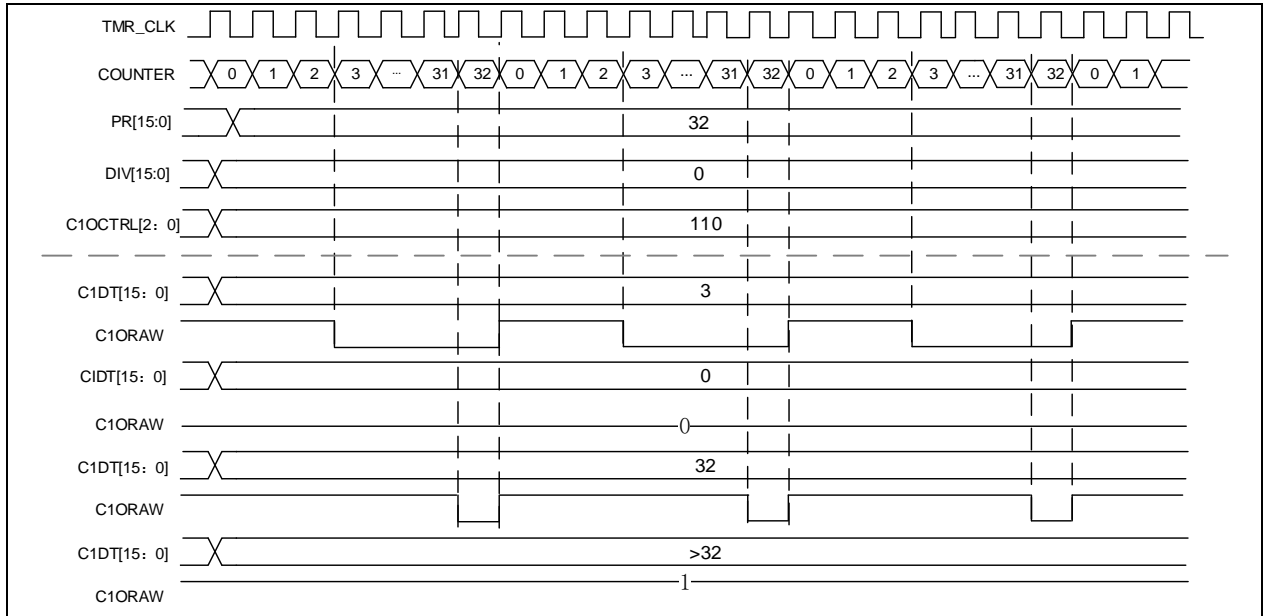 TMR_CLK
COUNTER 0 1 2 3 ... 31 32 0 1 2 3 ... 31 32 0 1 2 3 ... 31 32 0 1
PR[15:0] 32
DIV[15:0] 0
C1OCTRL[2：0] 110
C1DT[15：0] 3
C1ORAW
CIDT[15：0] 0
C1ORAW 0
C1DT[15：0] 32
C1ORAW
C1DT[15：0] >32
C1ORAW 1